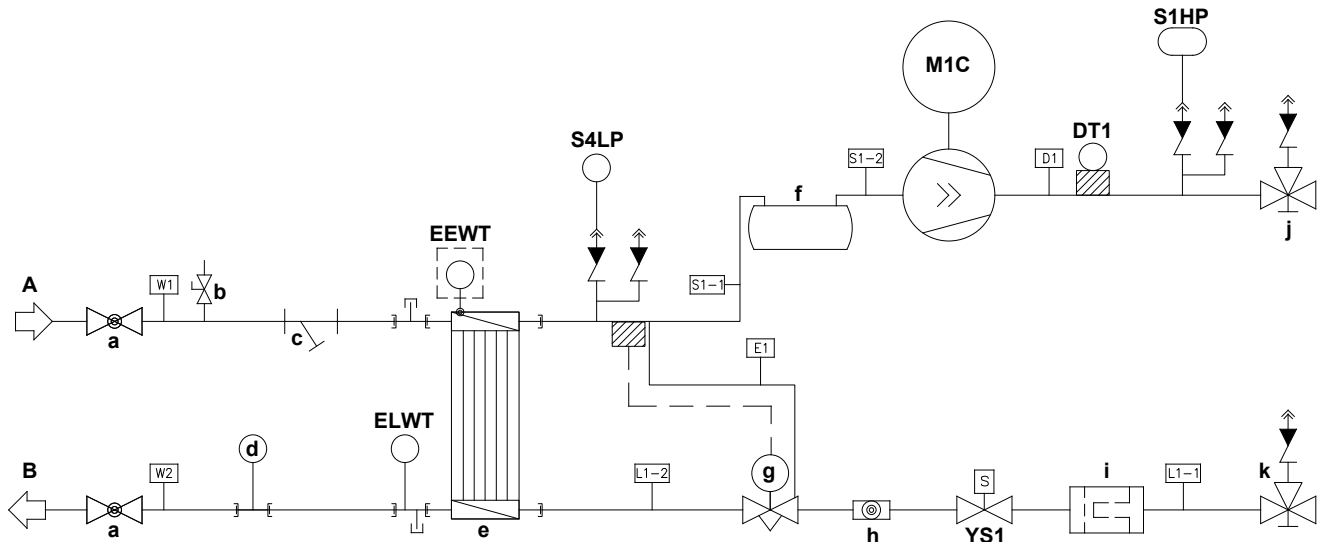 S1HP
M1C
DT1
S4LP
S1-2
D1
f
EEWT
j
A
W1
b
S1-1
a
c
E1
ELWT
B
W2
d
L1-2
g
S
i
L1-1
k
a
e
h
YS1